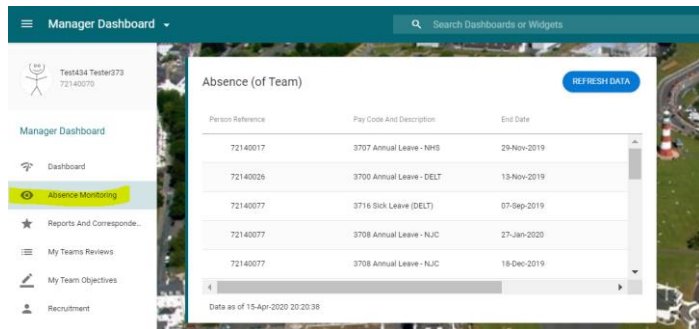 Manager Dashboard
Search Dashboards or Widgets
Test434 Tester373
72140070
Manager Dashboard
Dashboard
Absence Monitoring
Reports And Corresponde...
My Teams Reviews
My Team Objectives
Recruitment
Absence (of Team)
REFRESH DATA
Person Reference Pay Code And Description End Date
72140017 3707 Annual Leave - NHS 29-Nov-2019
72140026 3700 Annual Leave - DELT 13-Nov-2019
72140077 3716 Sick Leave (DELT) 07-Sep-2019
72140077 3708 Annual Leave - NJC 27-Jan-2020
72140077 3708 Annual Leave - NJC 18-Dec-2019
Data as of 15-Apr-2020 20:20:38